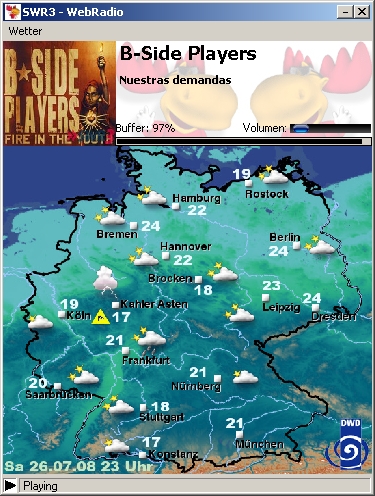 SWR3 - WebRadio
Wetter
B-Side Players
Nuestras demandas
B★SIDE
PLAYERS
FIRE IN THE YOUTH
Buffer: 97%
Volumen:
19
Rostock
Hamburg
22
Bremen
24
Berlin
24
Hannover
22
Brocken
18
23
Leipzig
24
Dresden
19
Köln
Kahler Asten
17
21
Frankfurt
20
Saarbrücken
21
Nürnberg
18
Stuttgart
17
Konstanz
21
München
DWD
Sa 26.07.08 23 Uhr
Playing